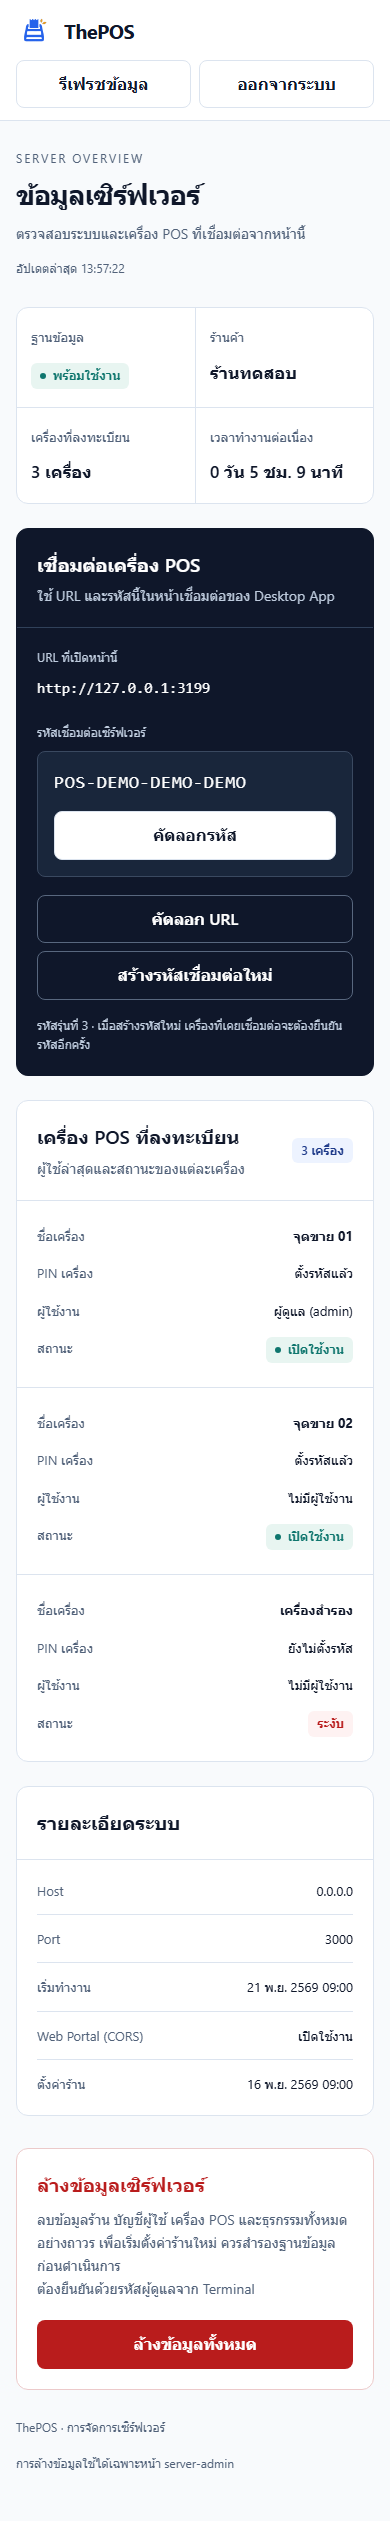 ThePOS
รีเฟรชข้อมูล
ออกจากระบบ
SERVER OVERVIEW
ข้อมูลเซิร์ฟเวอร์
ตรวจสอบระบบและเครื่อง POS ที่เชื่อมต่อจากหน้านี้
อัปเดตล่าสุด 13:57:22
ฐานข้อมูล
พร้อมใช้งาน
ร้านค้า
ร้านทดสอบ
เครื่องที่ลงทะเบียน
3 เครื่อง
เวลาทำงานต่อเนื่อง
0 วัน 5 ชม. 9 นาที
เชื่อมต่อเครื่อง POS
ใช้ URL และรหัสนี้ในหน้าเชื่อมต่อของ Desktop App
URL ที่เปิดหน้านี้
http://127.0.0.1:3199
รหัสเชื่อมต่อเซิร์ฟเวอร์
POS-DEMO-DEMO-DEMO
คัดลอกรหัส
คัดลอก URL
สร้างรหัสเชื่อมต่อใหม่
รหัสรุ่นที่ 3 · เมื่อสร้างรหัสใหม่ เครื่องที่เคยเชื่อมต่อจะต้องยืนยัน
รหัสอีกครั้ง
เครื่อง POS ที่ลงทะเบียน
ผู้ใช้ล่าสุดและสถานะของแต่ละเครื่อง
3 เครื่อง
ชื่อเครื่อง จุดขาย 01
PIN เครื่อง ตั้งรหัสแล้ว
ผู้ใช้งาน ผู้ดูแล (admin)
สถานะ เปิดใช้งาน
ชื่อเครื่อง จุดขาย 02
PIN เครื่อง ตั้งรหัสแล้ว
ผู้ใช้งาน ไม่มีผู้ใช้งาน
สถานะ เปิดใช้งาน
ชื่อเครื่อง เครื่องสำรอง
PIN เครื่อง ยังไม่ตั้งรหัส
ผู้ใช้งาน ไม่มีผู้ใช้งาน
สถานะ ระงับ
รายละเอียดระบบ
Host 0.0.0.0
Port 3000
เริ่มทำงาน 21 พ.ย. 2569 09:00
Web Portal (CORS) เปิดใช้งาน
ตั้งค่าร้าน 16 พ.ย. 2569 09:00
ล้างข้อมูลเซิร์ฟเวอร์
ลบข้อมูลร้าน บัญชีผู้ใช้ เครื่อง POS และธุรกรรมทั้งหมด
อย่างถาวร เพื่อเริ่มตั้งค่าร้านใหม่ ควรสำรองฐานข้อมูล
ก่อนดำเนินการ
ต้องยืนยันด้วยรหัสผู้ดูแลจาก Terminal
ล้างข้อมูลทั้งหมด
ThePOS · การจัดการเซิร์ฟเวอร์
การล้างข้อมูลใช้ได้เฉพาะหน้า server-admin